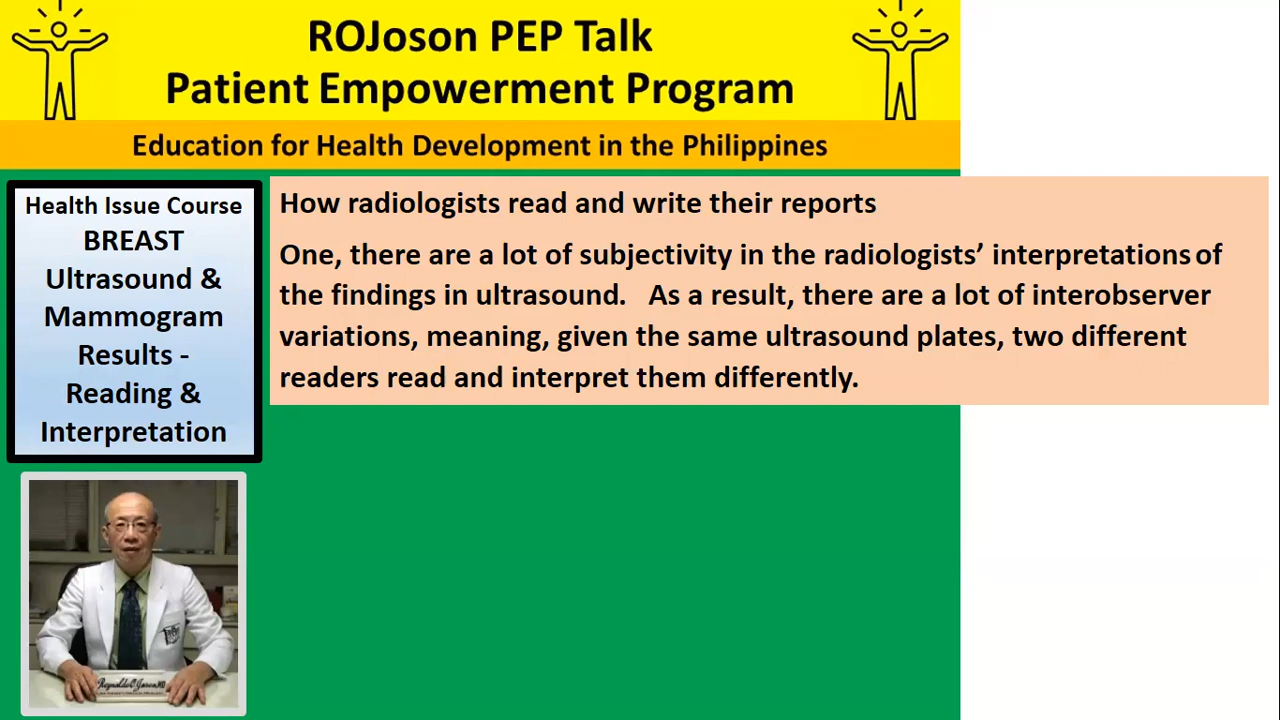 ROJoson PEP Talk
Patient Empowerment Program
Education for Health Development in the Philippines
Health Issue Course
BREAST
Ultrasound &
Mammogram
Results -
Reading &
Interpretation
How radiologists read and write their reports
One, there are a lot of subjectivity in the radiologists’ interpretations of
the findings in ultrasound.   As a result, there are a lot of interobserver
variations, meaning, given the same ultrasound plates, two different
readers read and interpret them differently.